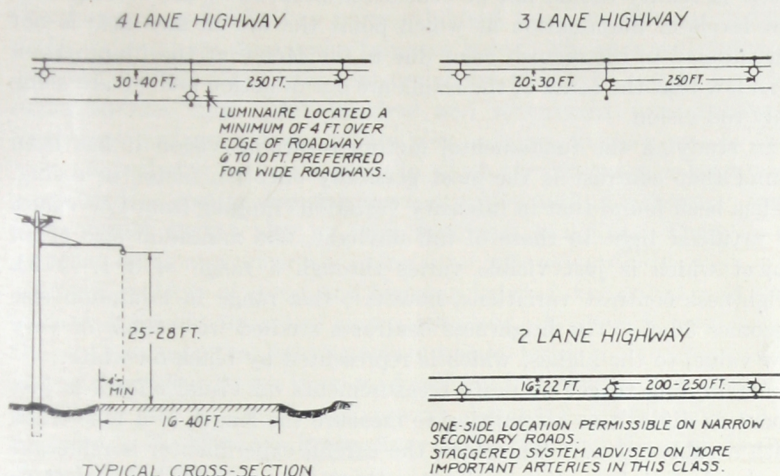 4 LANE HIGHWAY
30-40 FT.
250 FT.
LUMINAIRE LOCATED A
MINIMUM OF 4 FT. OVER
EDGE OF ROADWAY
6 TO 10 FT. PREFERRED
FOR WIDE ROADWAYS.
3 LANE HIGHWAY
20-30 FT.
250 FT.
25-28 FT.
4'
MIN
16-40 FT.
TYPICAL CROSS-SECTION
2 LANE HIGHWAY
16-22 FT.
200-250 FT.
ONE-SIDE LOCATION PERMISSIBLE ON NARROW
SECONDARY ROADS.
STAGGERED SYSTEM ADVISED ON MORE
IMPORTANT ARTERIES IN THIS CLASS.